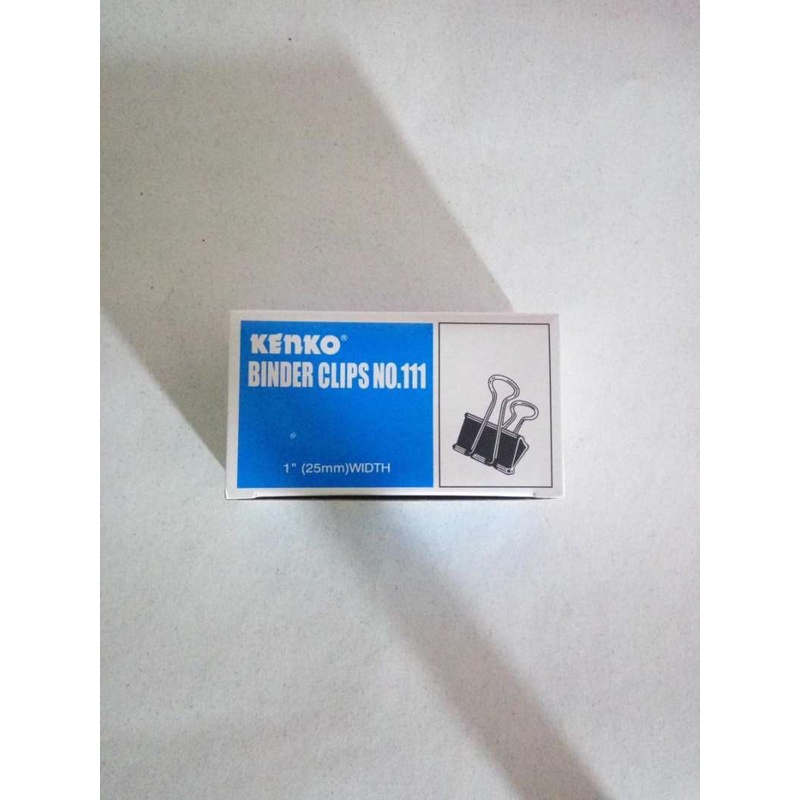 KENKO®
BINDER CLIPS NO.111
1" (25mm)WIDTH